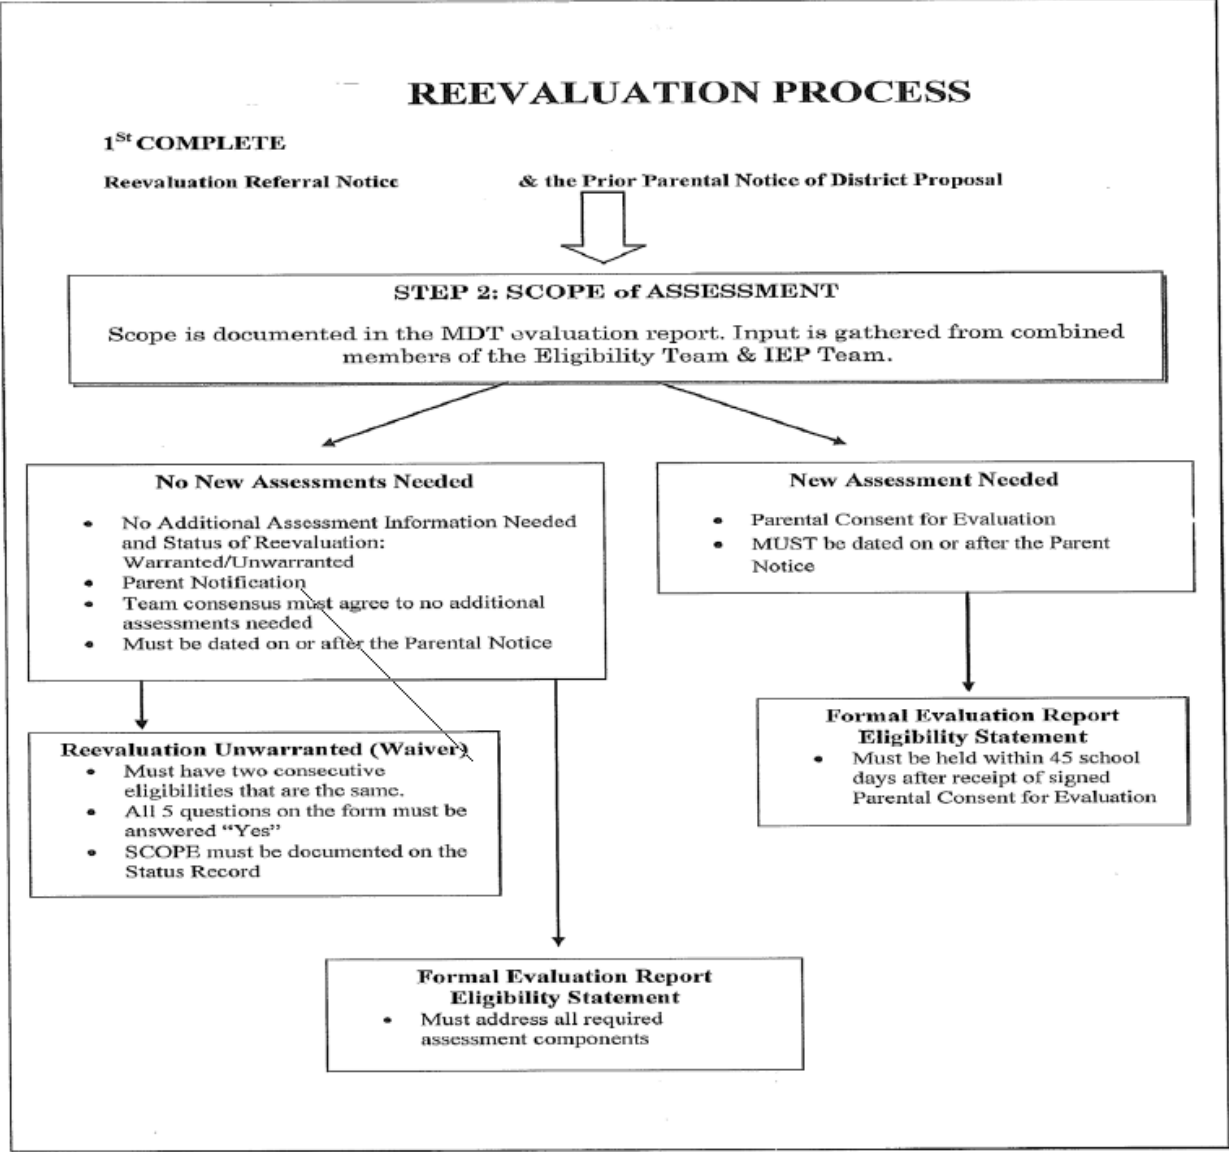 REEVALUATION PROCESS
1St COMPLETE
Reevaluation Referral Notice & the Prior Parental Notice of District Proposal
STEP 2: SCOPE of ASSESSMENT
Scope is documented in the MDT evaluation report. Input is gathered from combined
members of the Eligibility Team & IEP Team.
No New Assessments Needed
• No Additional Assessment Information Needed
and Status of Reevaluation:
Warranted/Unwarranted
• Parent Notification
• Team consensus must agree to no additional
assessments needed
• Must be dated on or after the Parental Notice
New Assessment Needed
• Parental Consent for Evaluation
• MUST be dated on or after the Parent
Notice
Reevaluation Unwarranted (Waiver)
• Must have two consecutive
eligibilities that are the same.
• All 5 questions on the form must be
answered “Yes”
• SCOPE must be documented on the
Status Record
Formal Evaluation Report
Eligibility Statement
• Must be held within 45 school
days after receipt of signed
Parental Consent for Evaluation
Formal Evaluation Report
Eligibility Statement
• Must address all required
assessment components